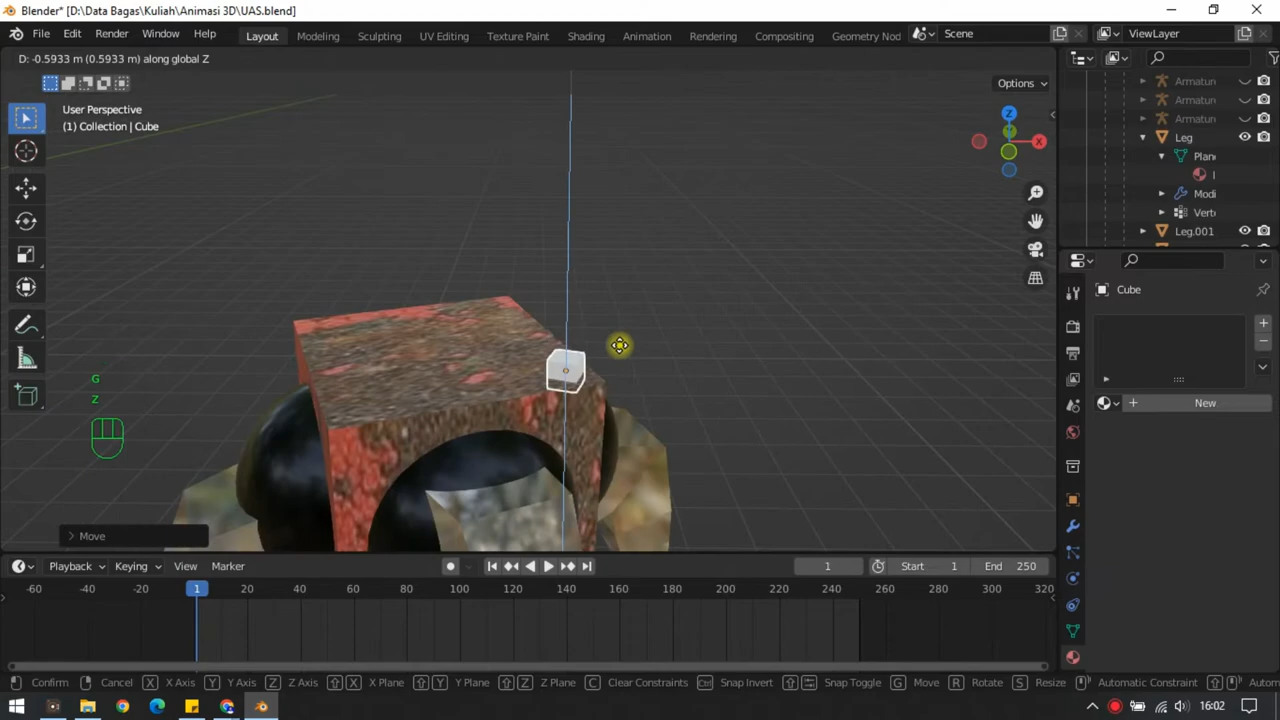 Blender* [D:\Data Bagas\Kuliah\Animasi 3D\UAS.blend]
File Edit Render Window Help Layout Modeling Sculpting UV Editing Texture Paint Shading Animation Rendering Compositing Geometry Nod Scene ViewLayer
D: -0.5933 m (0.5933 m) along global Z
Options
User Perspective
(1) Collection | Cube
Z
X
Armatun
Armatun
Armatun
Leg
Plane
Modi
Verte
Leg.001
Cube
New
G
Z
Move
Playback Keying View Marker 1 Start 1 End 250
-60 -40 -20 1 20 40 60 80 100 120 140 160 180 200 220 240 260 280 300 320
Confirm Cancel X X Axis Y Y Axis Z Z Axis X X Plane Y Y Plane Z Z Plane C Clear Constraints Ctrl Snap Invert Snap Toggle G Move R Rotate S Resize Automatic Constraint Autom
16:02